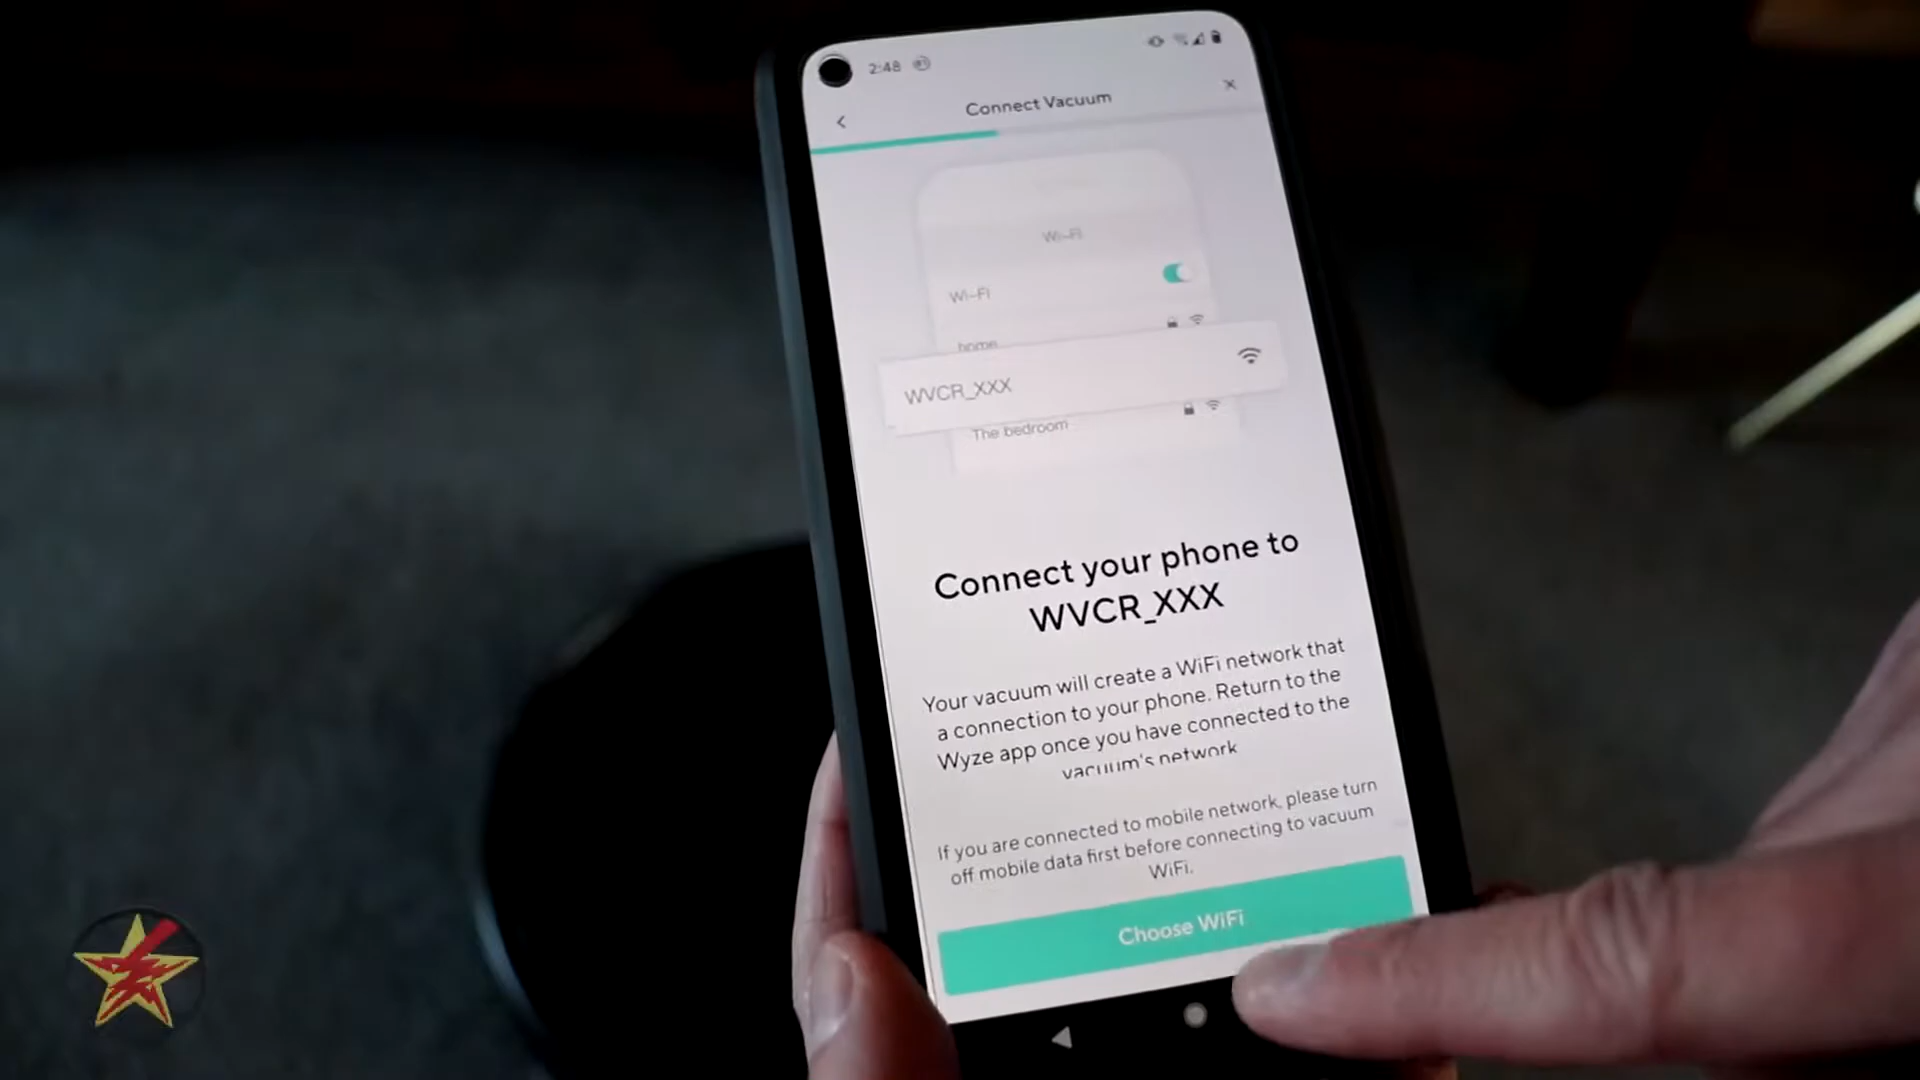 2:48
Connect Vacuum
Wi-Fi
Wi-Fi
home
WVCR_XXX
The bedroom
Connect your phone to
WVCR_XXX
Your vacuum will create a WiFi network that
a connection to your phone. Return to the
Wyze app once you have connected to the
vacuum's network
If you are connected to mobile network, please turn
off mobile data first before connecting to vacuum
WiFi.
Choose WiFi